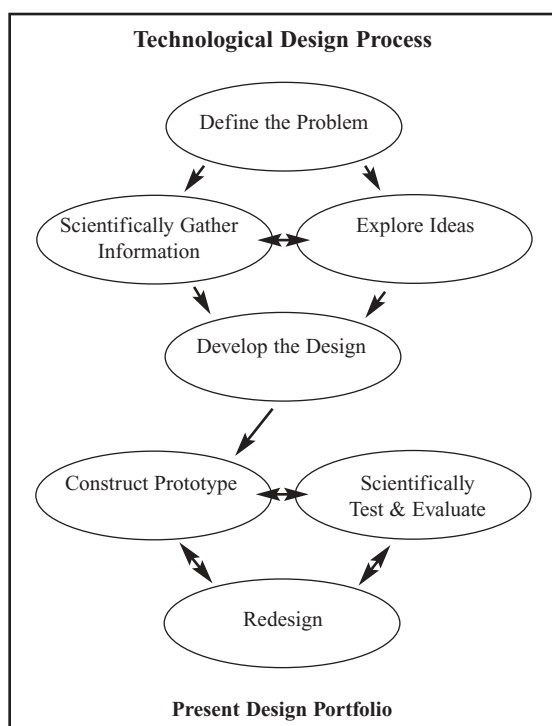 Technological Design Process
Define the Problem
Scientifically Gather
Information
Explore Ideas
Develop the Design
Construct Prototype
Scientifically
Test & Evaluate
Redesign
Present Design Portfolio